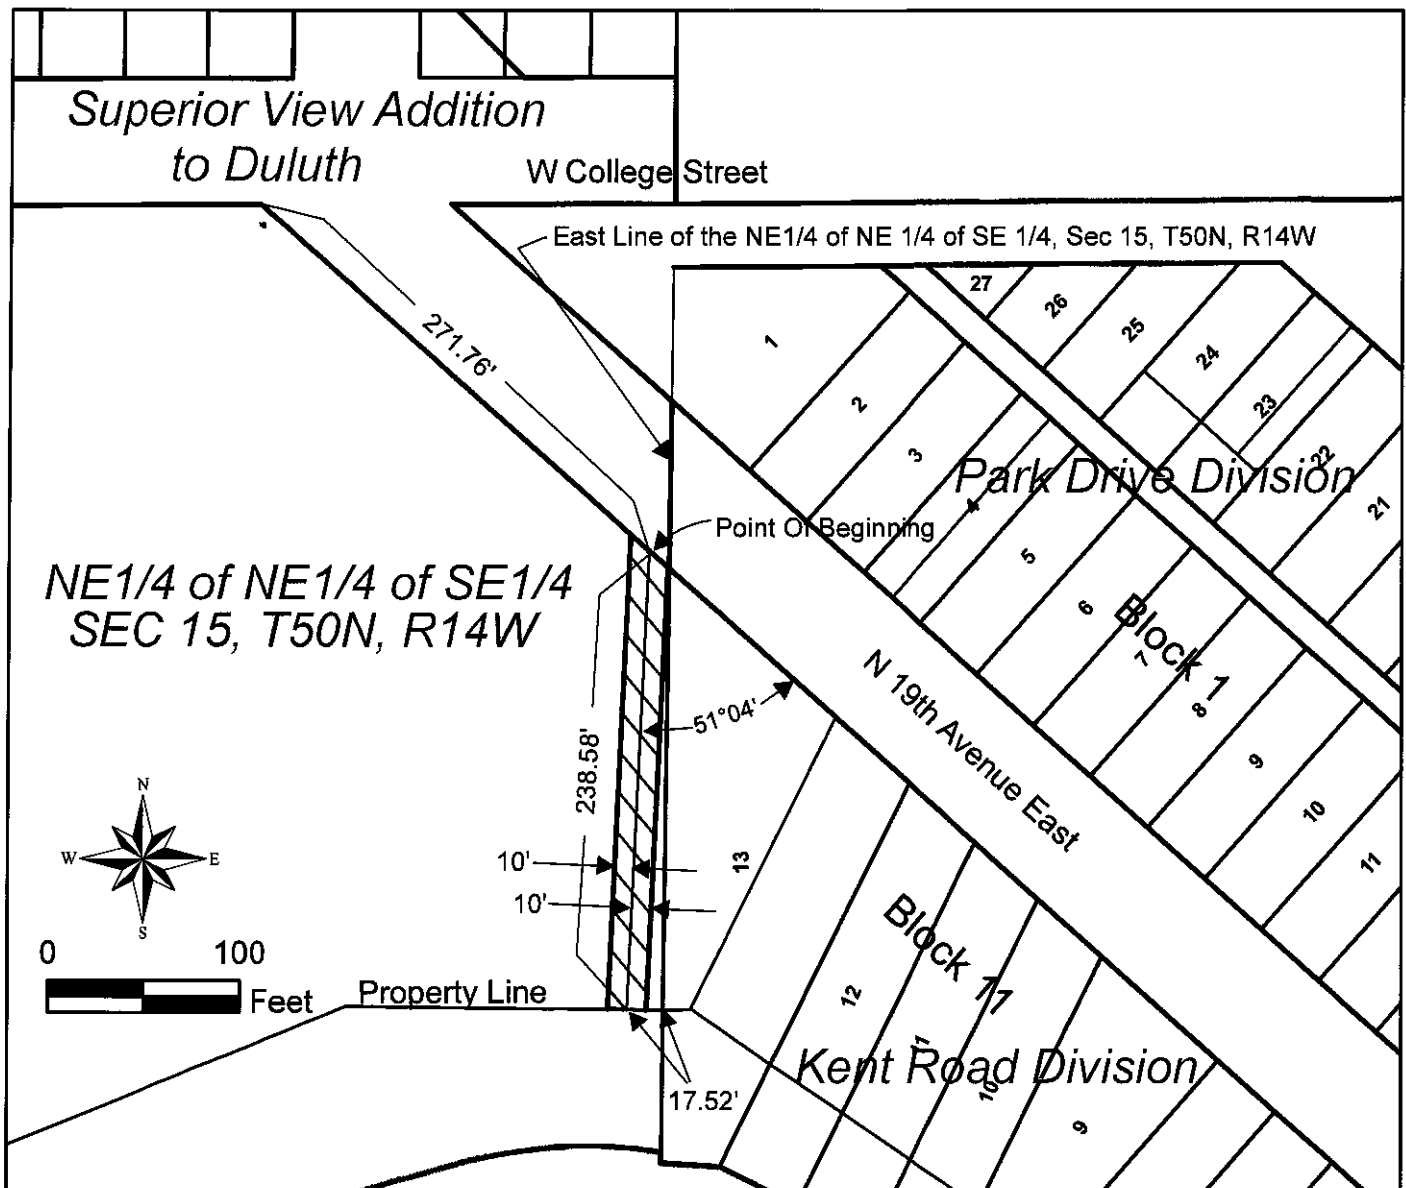 Superior View Addition
to Duluth
W College Street
East Line of the NE1/4 of NE 1/4 of SE 1/4, Sec 15, T50N, R14W
27
26
25
24
23
22
21
1
2
3
4
5
6
7
8
9
10
11
271.76'
Park Drive Division
Point Of Beginning
NE1/4 of NE1/4 of SE1/4
SEC 15, T50N, R14W
Block 1
N 19th Avenue East
51°04'
238.58'
10'
10'
N
W
E
S
0
100
Feet
Property Line
13
12
11
10
9
Block 11
Kent Road Division
17.52'